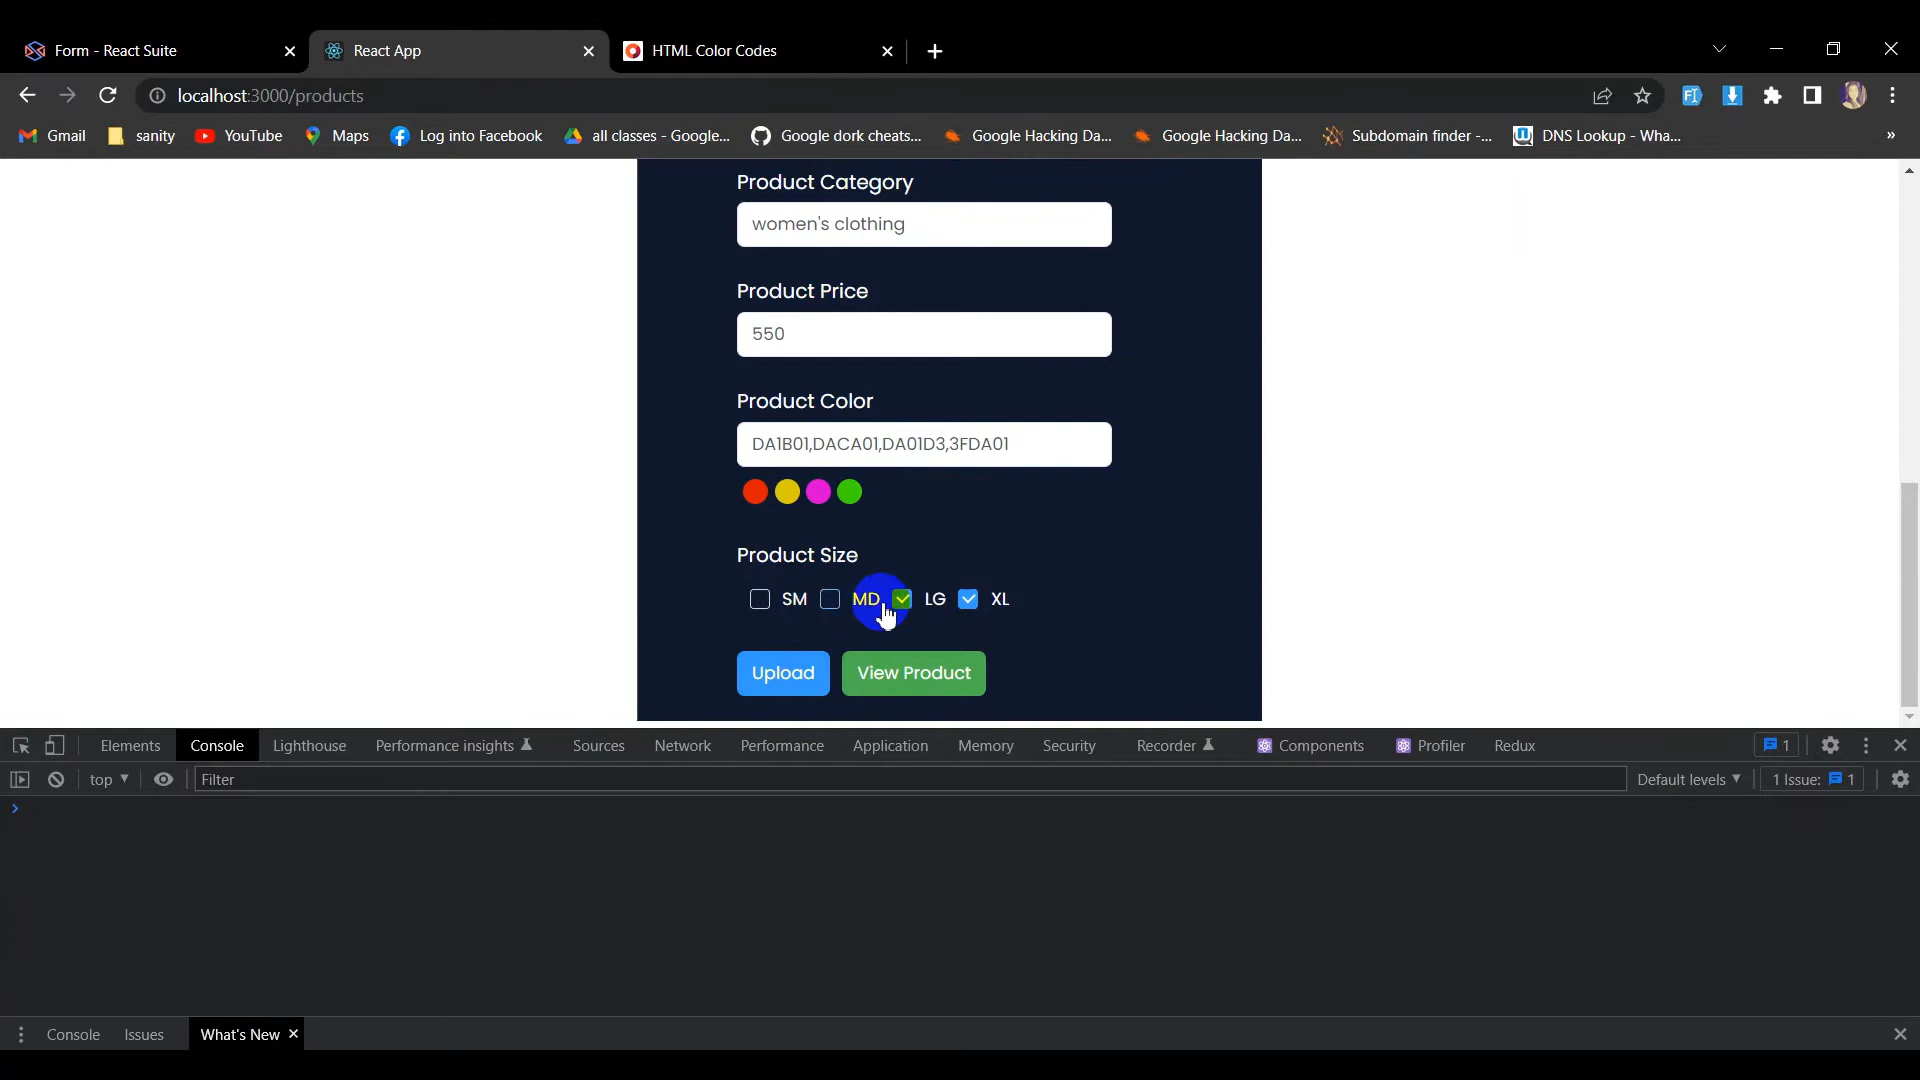 Form - React Suite
React App
HTML Color Codes
localhost:3000/products
Gmail
sanity
YouTube
Maps
Log into Facebook
all classes - Google...
Google dork cheats...
Google Hacking Da...
Google Hacking Da...
Subdomain finder -...
DNS Lookup - Wha...
Product Category
women's clothing
Product Price
550
Product Color
DA1B01,DACA01,DA01D3,3FDA01
Product Size
SM MD LG XL
Upload View Product
Elements Console Lighthouse Performance insights Sources Network Performance Application Memory Security Recorder Components Profiler Redux 1
top Filter Default levels 1 Issue: 1
Console Issues What's New